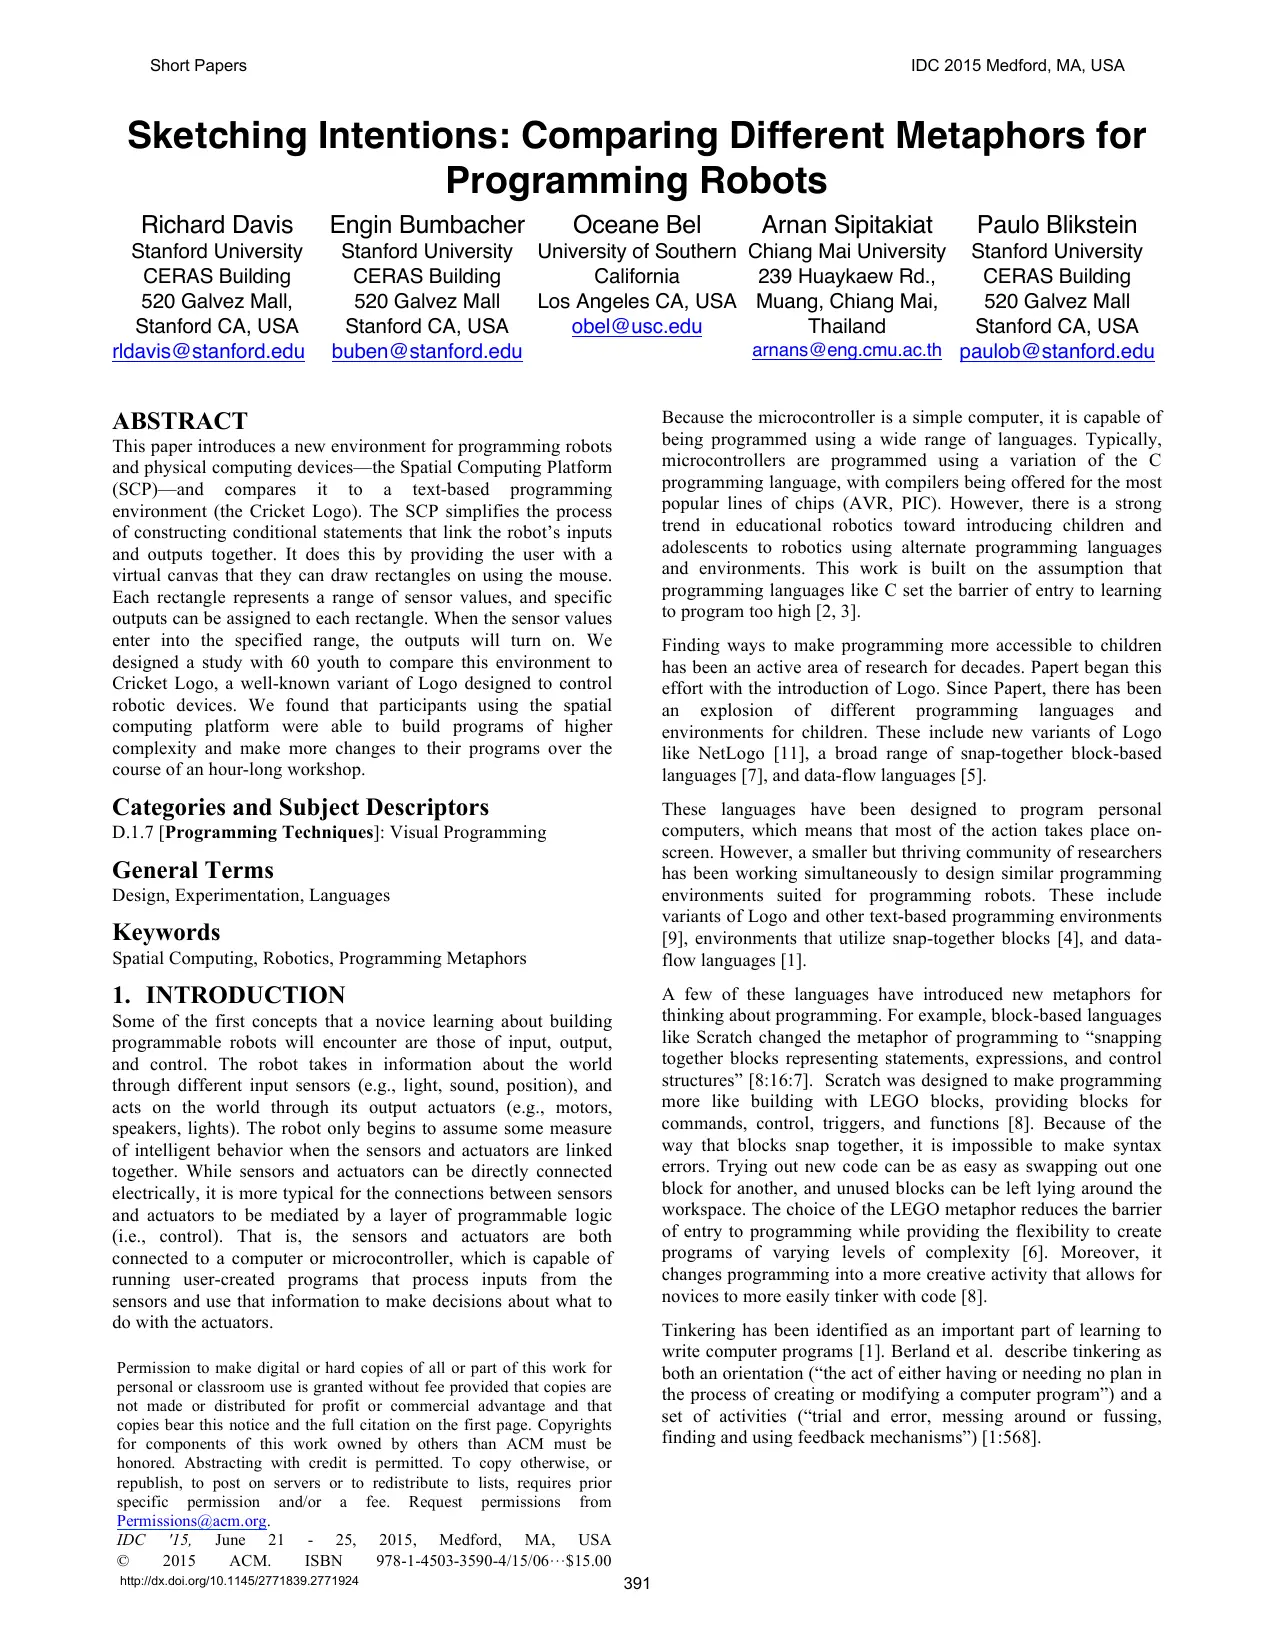 Short Papers
IDC 2015 Medford, MA, USA
Sketching Intentions: Comparing Different Metaphors for
Programming Robots
Richard Davis
Stanford University
CERAS Building
520 Galvez Mall,
Stanford CA, USA
rldavis@stanford.edu
Engin Bumbacher
Stanford University
CERAS Building
520 Galvez Mall
Stanford CA, USA
buben@stanford.edu
Oceane Bel
University of Southern
California
Los Angeles CA, USA
obel@usc.edu
Arnan Sipitakiat
Chiang Mai University
239 Huaykaew Rd.,
Muang, Chiang Mai,
Thailand
arnans@eng.cmu.ac.th
Paulo Blikstein
Stanford University
CERAS Building
520 Galvez Mall
Stanford CA, USA
paulob@stanford.edu
ABSTRACT
This paper introduces a new environment for programming robots
and physical computing devices—the Spatial Computing Platform
(SCP)—and compares it to a text-based programming
environment (the Cricket Logo). The SCP simplifies the process
of constructing conditional statements that link the robot's inputs
and outputs together. It does this by providing the user with a
virtual canvas that they can draw rectangles on using the mouse.
Each rectangle represents a range of sensor values, and specific
outputs can be assigned to each rectangle. When the sensor values
enter into the specified range, the outputs will turn on. We
designed a study with 60 youth to compare this environment to
Cricket Logo, a well-known variant of Logo designed to control
robotic devices. We found that participants using the spatial
computing platform were able to build programs of higher
complexity and make more changes to their programs over the
course of an hour-long workshop.
Categories and Subject Descriptors
D.1.7 [Programming Techniques]: Visual Programming
General Terms
Design, Experimentation, Languages
Keywords
Spatial Computing, Robotics, Programming Metaphors
1. INTRODUCTION
Some of the first concepts that a novice learning about building
programmable robots will encounter are those of input, output,
and control. The robot takes in information about the world
through different input sensors (e.g., light, sound, position), and
acts on the world through its output actuators (e.g., motors,
speakers, lights). The robot only begins to assume some measure
of intelligent behavior when the sensors and actuators are linked
together. While sensors and actuators can be directly connected
electrically, it is more typical for the connections between sensors
and actuators to be mediated by a layer of programmable logic
(i.e., control). That is, the sensors and actuators are both
connected to a computer or microcontroller, which is capable of
running user-created programs that process inputs from the
sensors and use that information to make decisions about what to
do with the actuators.
Permission to make digital or hard copies of all or part of this work for
personal or classroom use is granted without fee provided that copies are
not made or distributed for profit or commercial advantage and that
copies bear this notice and the full citation on the first page. Copyrights
for components of this work owned by others than ACM must be
honored. Abstracting with credit is permitted. To copy otherwise, or
republish, to post on servers or to redistribute to lists, requires prior
specific permission and/or a fee. Request permissions from
Permissions@acm.org.
IDC '15, June 21 - 25, 2015, Medford, MA, USA
© 2015 ACM. ISBN 978-1-4503-3590-4/15/06···$15.00
http://dx.doi.org/10.1145/2771839.2771924
Because the microcontroller is a simple computer, it is capable of
being programmed using a wide range of languages. Typically,
microcontrollers are programmed using a variation of the C
programming language, with compilers being offered for the most
popular lines of chips (AVR, PIC). However, there is a strong
trend in educational robotics toward introducing children and
adolescents to robotics using alternate programming languages
and environments. This work is built on the assumption that
programming languages like C set the barrier of entry to learning
to program too high [2, 3].
Finding ways to make programming more accessible to children
has been an active area of research for decades. Papert began this
effort with the introduction of Logo. Since Papert, there has been
an explosion of different programming languages and
environments for children. These include new variants of Logo
like NetLogo [11], a broad range of snap-together block-based
languages [7], and data-flow languages [5].
These languages have been designed to program personal
computers, which means that most of the action takes place on-
screen. However, a smaller but thriving community of researchers
has been working simultaneously to design similar programming
environments suited for programming robots. These include
variants of Logo and other text-based programming environments
[9], environments that utilize snap-together blocks [4], and data-
flow languages [1].
A few of these languages have introduced new metaphors for
thinking about programming. For example, block-based languages
like Scratch changed the metaphor of programming to “snapping
together blocks representing statements, expressions, and control
structures” [8:16:7]. Scratch was designed to make programming
more like building with LEGO blocks, providing blocks for
commands, control, triggers, and functions [8]. Because of the
way that blocks snap together, it is impossible to make syntax
errors. Trying out new code can be as easy as swapping out one
block for another, and unused blocks can be left lying around the
workspace. The choice of the LEGO metaphor reduces the barrier
of entry to programming while providing the flexibility to create
programs of varying levels of complexity [6]. Moreover, it
changes programming into a more creative activity that allows for
novices to more easily tinker with code [8].
Tinkering has been identified as an important part of learning to
write computer programs [1]. Berland et al. describe tinkering as
both an orientation (“the act of either having or needing no plan in
the process of creating or modifying a computer program”) and a
set of activities (“trial and error, messing around or fussing,
finding and using feedback mechanisms”) [1:568].
391